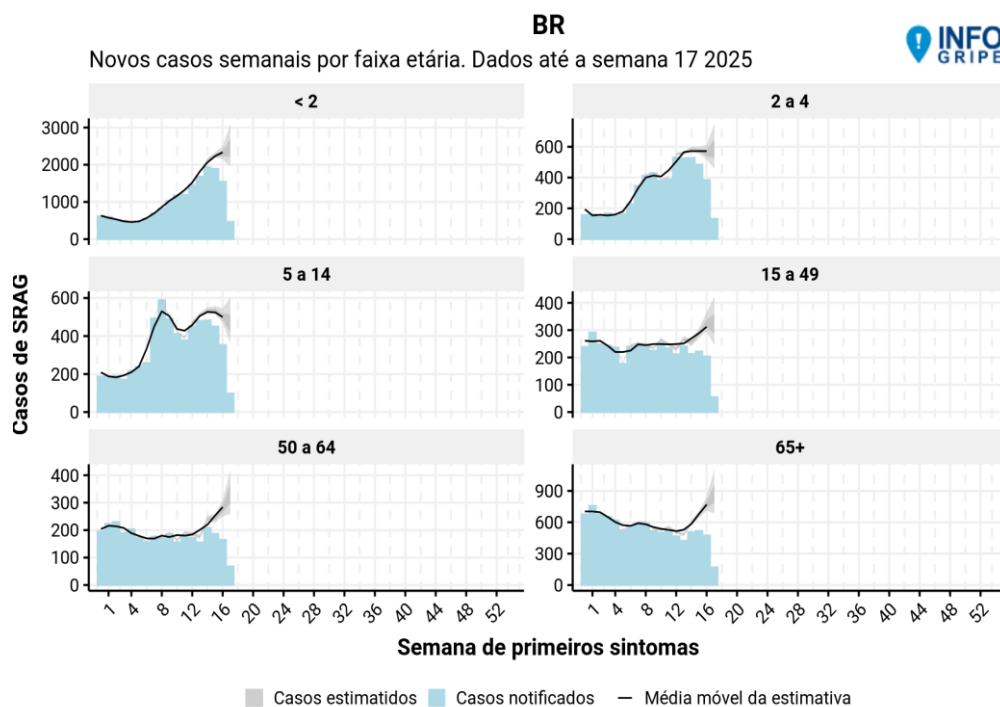 BR
Novos casos semanais por faixa etária. Dados até a semana 17 2025
INFO
GRIPE
< 2
2 a 4
3000
2000
1000
0
600
400
200
0
5 a 14
15 a 49
600
400
200
0
400
300
200
100
0
50 a 64
65+
400
300
200
100
0
900
600
300
0
1 4 8 12 16 20 24 28 32 36 40 44 48 52
1 4 8 12 16 20 24 28 32 36 40 44 48 52
Casos de SRAG
Semana de primeiros sintomas
Casos estimatidos Casos notificados Média móvel da estimativa